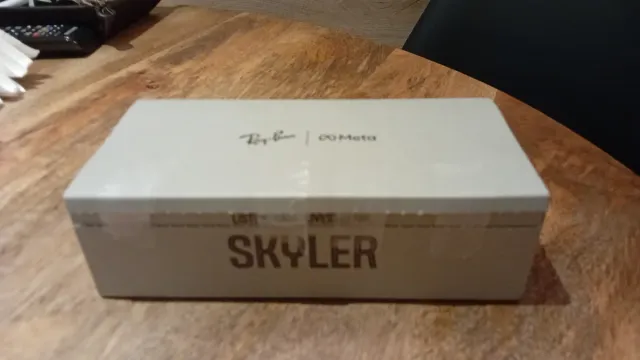 Ray-Ban | ∞ Meta
SKYLER